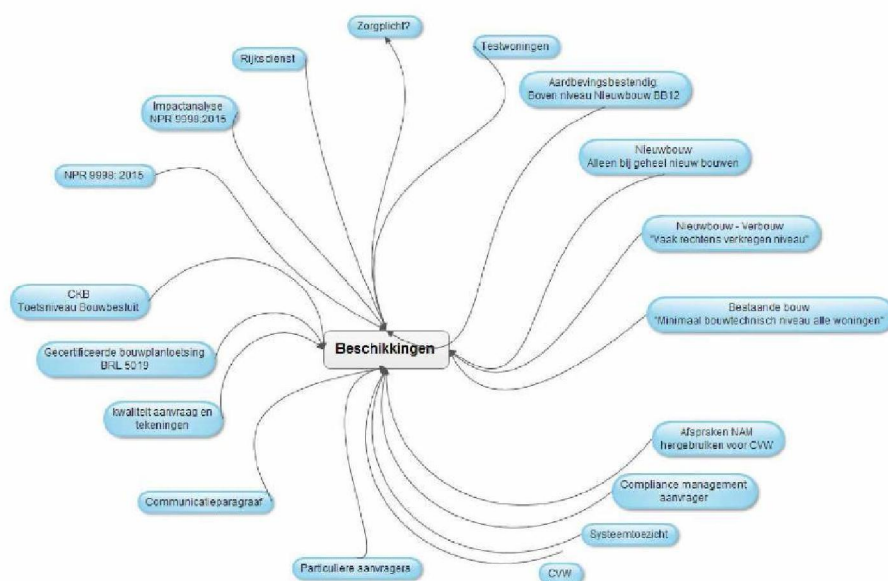 Zorgplicht?
Testwoningen
Rijksdienst
Aardbevingsbestendig
Boven niveau Nieuwbouw BB12
Impactanalyse
NPR 9998:2015
Nieuwbouw
Alleen bij geheel nieuw bouwen
NPR 9998: 2015
Nieuwbouw - Verbouw
"Vaak rechtens verkregen niveau"
CKB
Toetsniveau Bouwbesluit
Bestaande bouw
"Minimaal bouwtechnisch niveau alle woningen"
Beschikkingen
Gecertificeerde bouwplantoetsing
BRL 5019
kwaliteit aanvraag en
tekeningen
Afspraken NAM
hergebruiken voor CVW
Communicatieparagraaf
Compliance management
aanvrager
Systeemtoezicht
Particuliere aanvragers
CVW